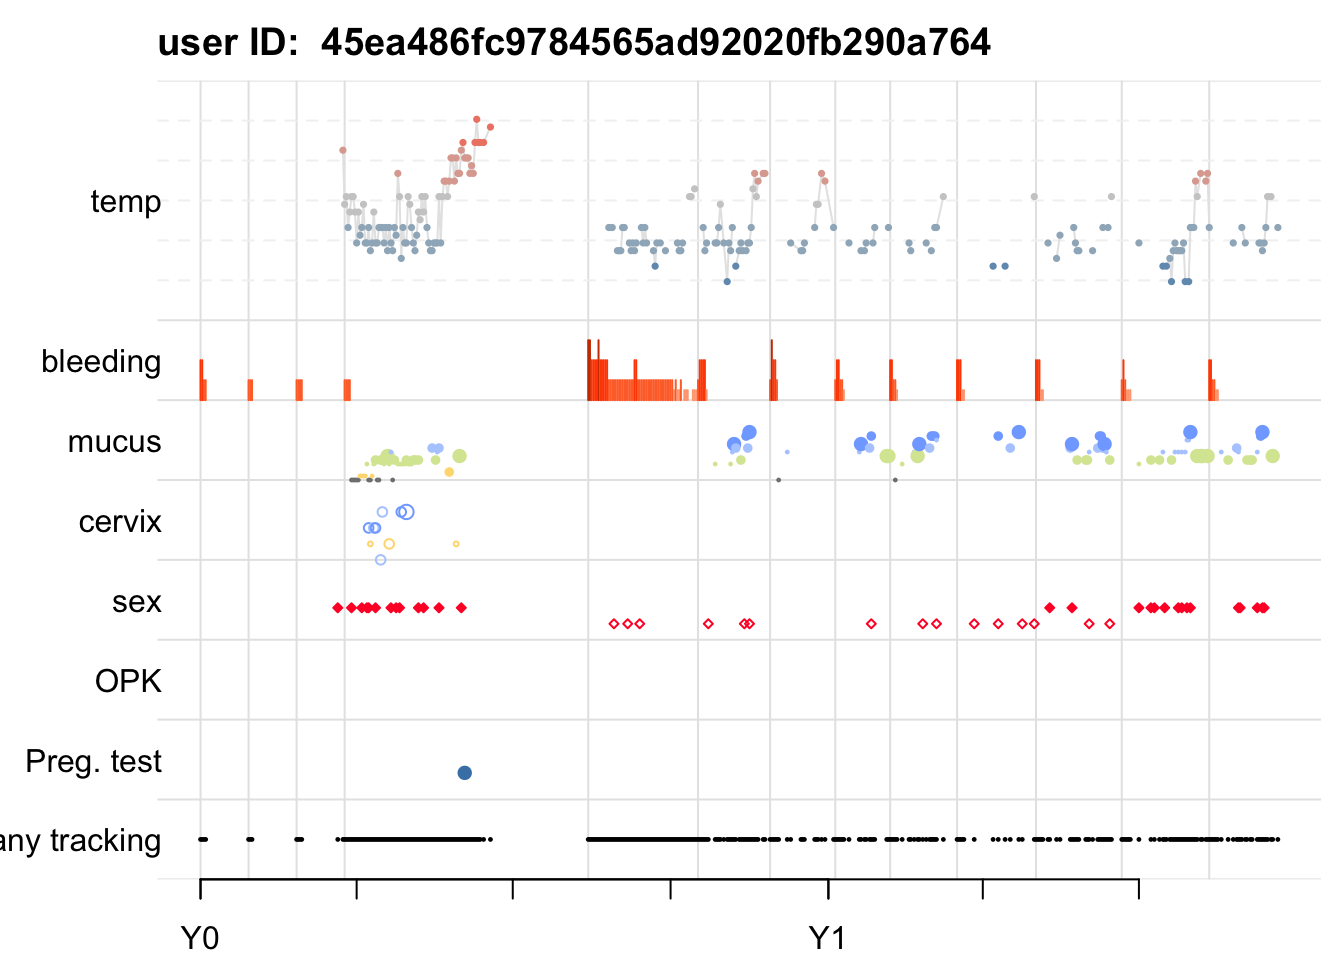 user ID:  45ea486fc9784565ad92020fb290a764
temp
bleeding
mucus
cervix
sex
OPK
Preg. test
any tracking
Y0 Y1